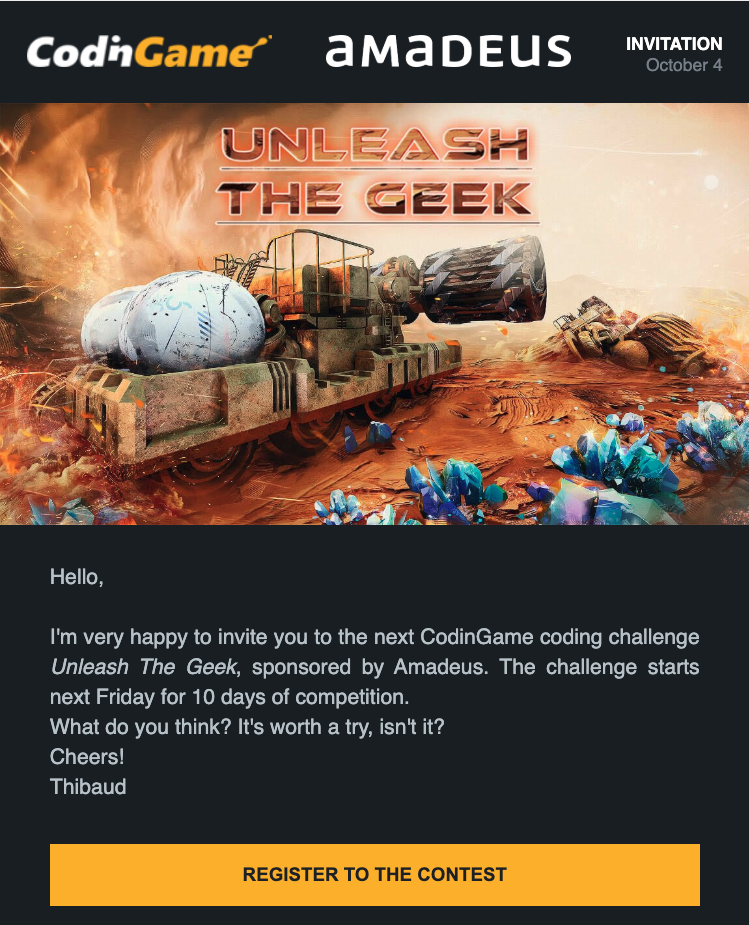 CodinGame
amadeus
INVITATION
October 4
UNLEASH
THE GEEK
Hello,
I'm very happy to invite you to the next CodinGame coding challenge
Unleash The Geek, sponsored by Amadeus. The challenge starts
next Friday for 10 days of competition.
What do you think? It's worth a try, isn't it?
Cheers!
Thibaud
REGISTER TO THE CONTEST